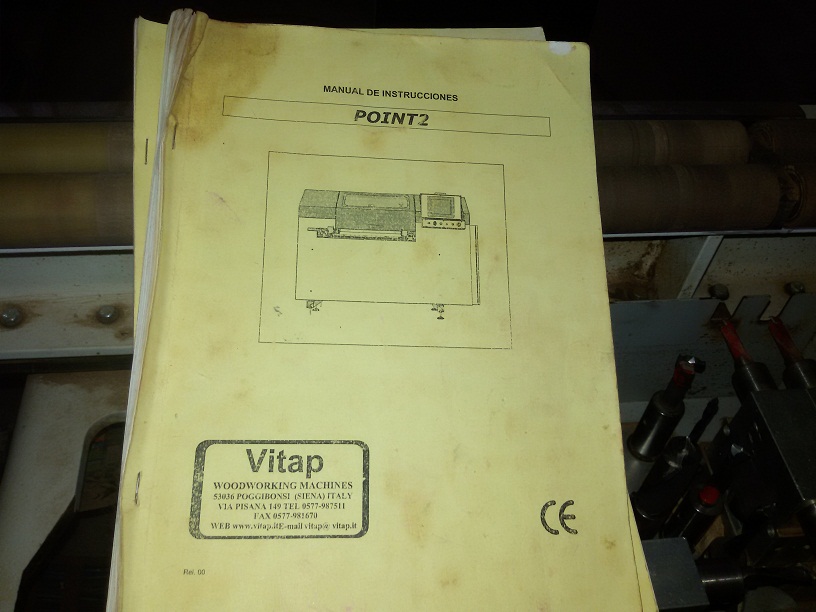 MANUAL DE INSTRUCCIONES
POINT2
Vitap
WOODWORKING MACHINES
53036 POGGIBONSI (SIENA) ITALY
VIA PISANA 149 TEL 0577-987511
FAX 0577-981670
WEB www.vitap.itE-mail vitap@vitap.it
CE
Rel. 00